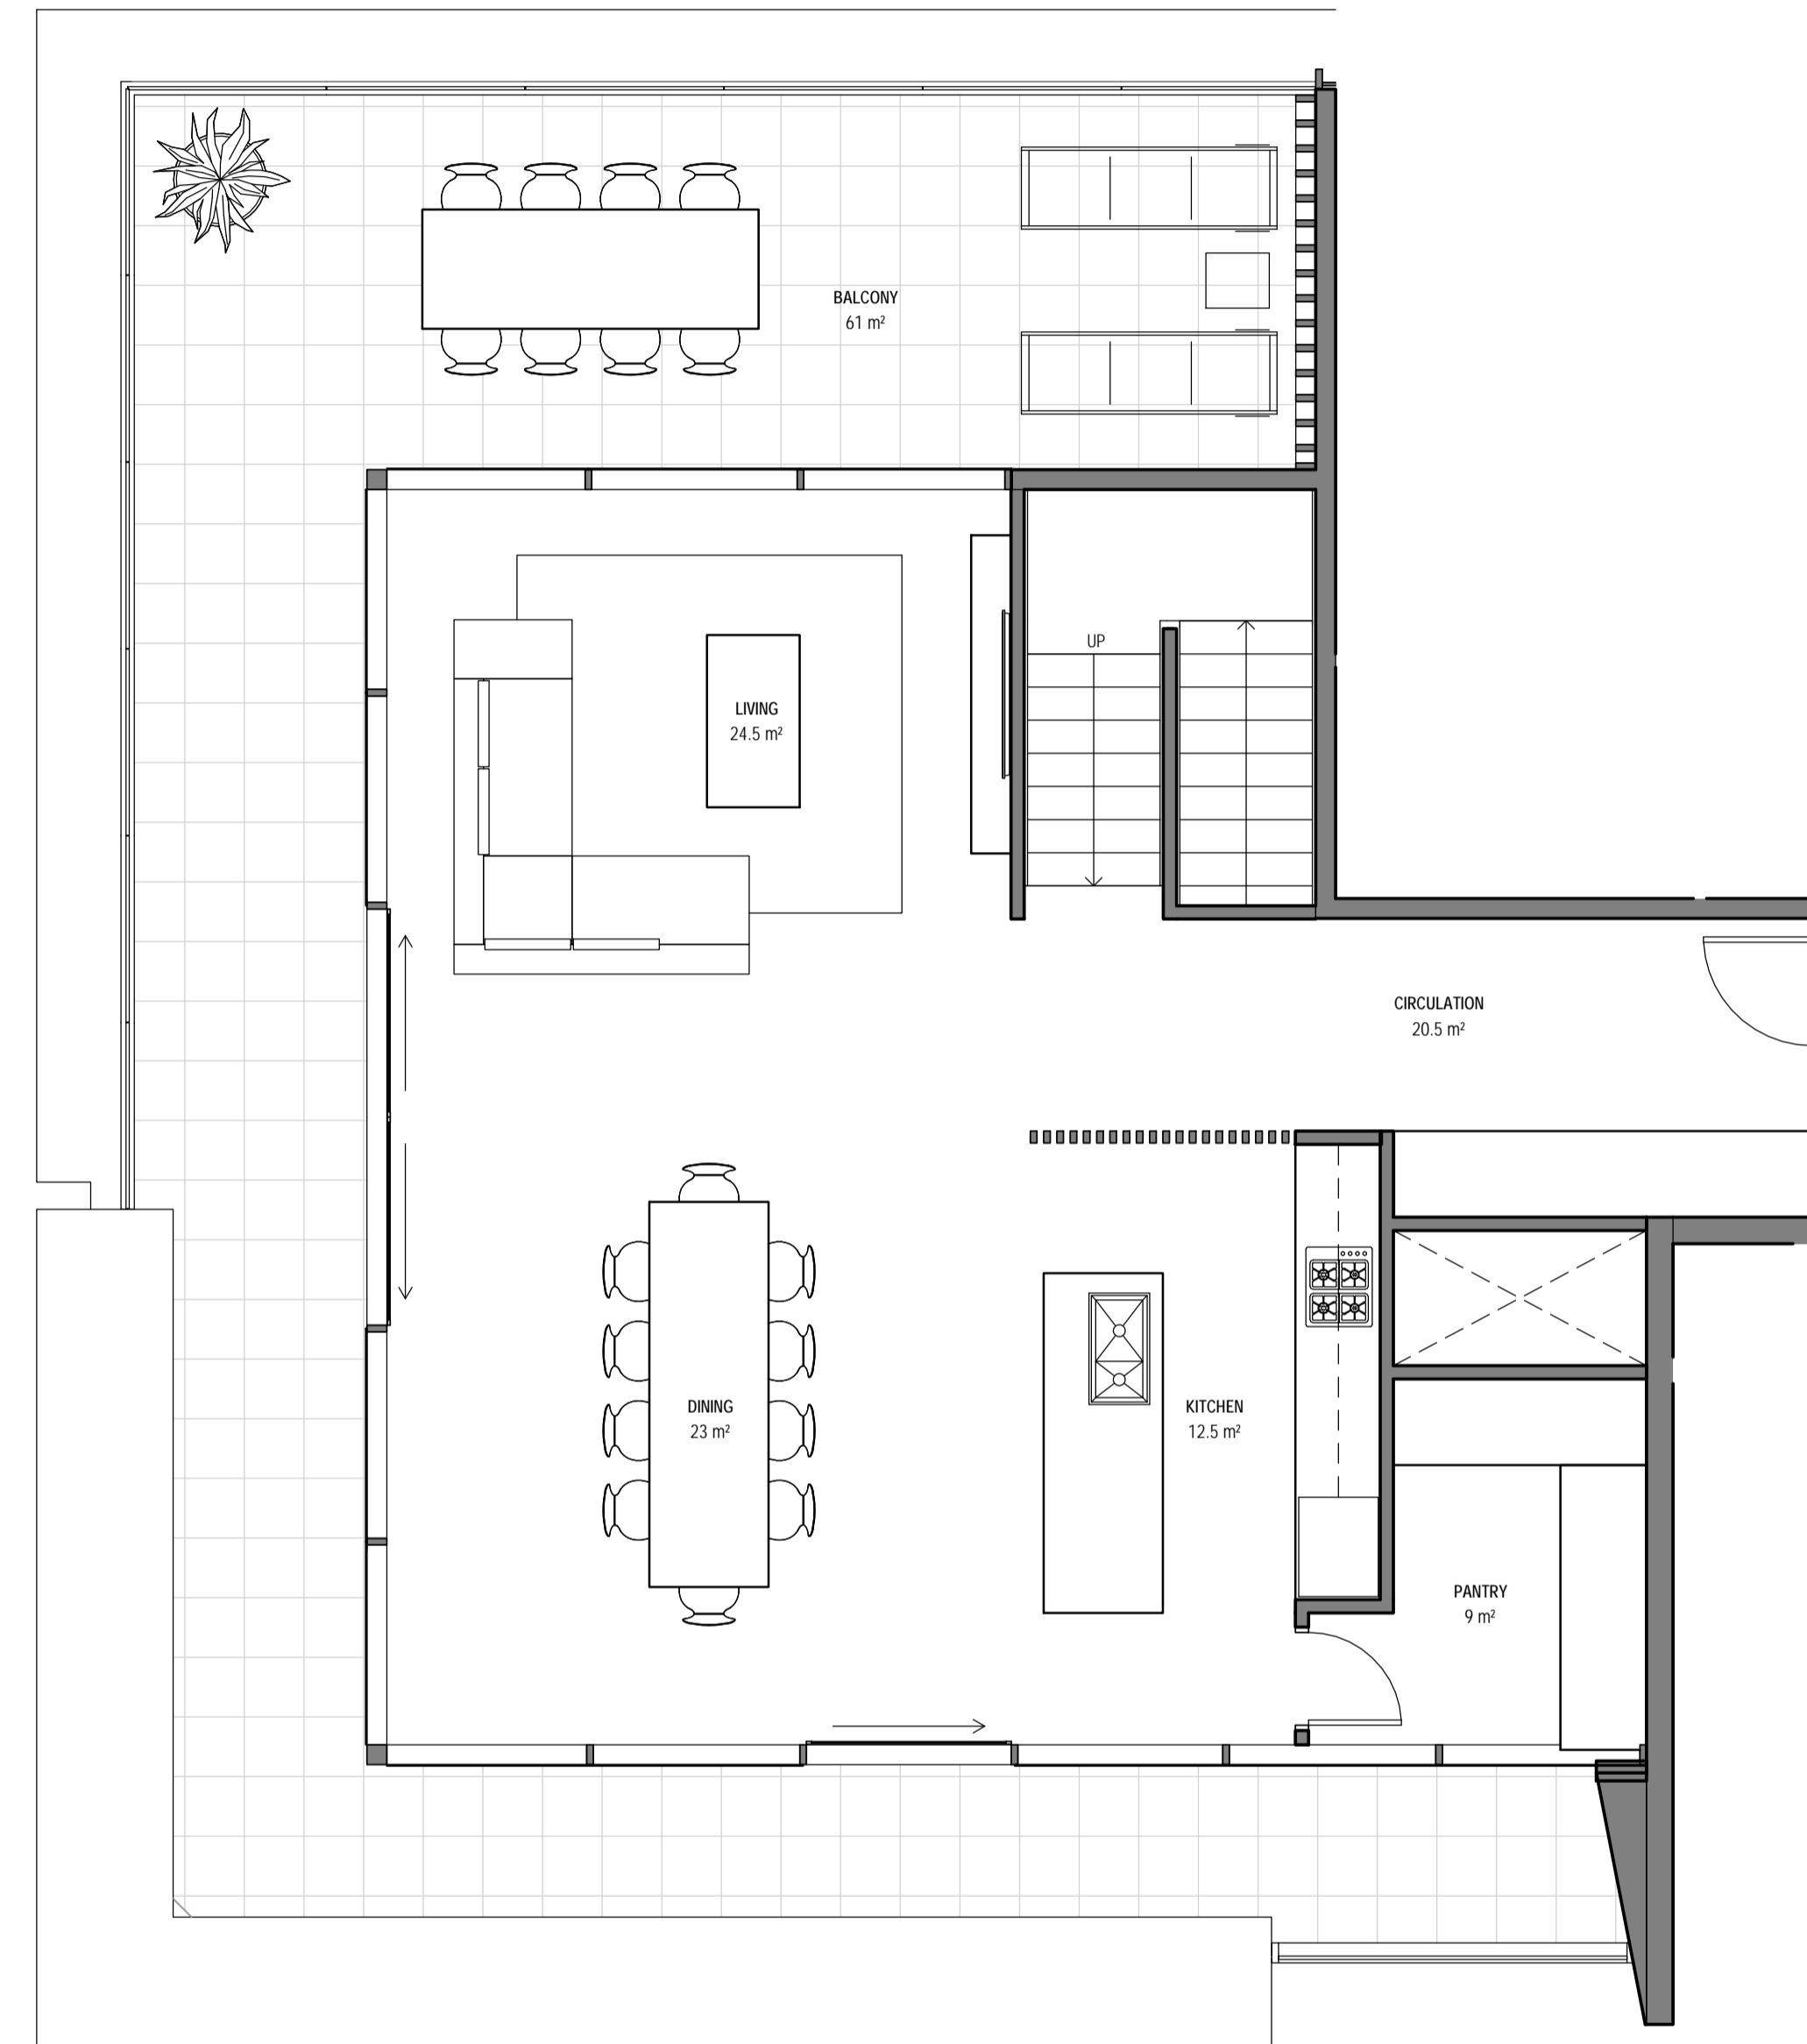 BALCONY
61 m²
UP
LIVING
24.5 m²
CIRCULATION
20.5 m²
DINING
23 m²
KITCHEN
12.5 m²
PANTRY
9 m²